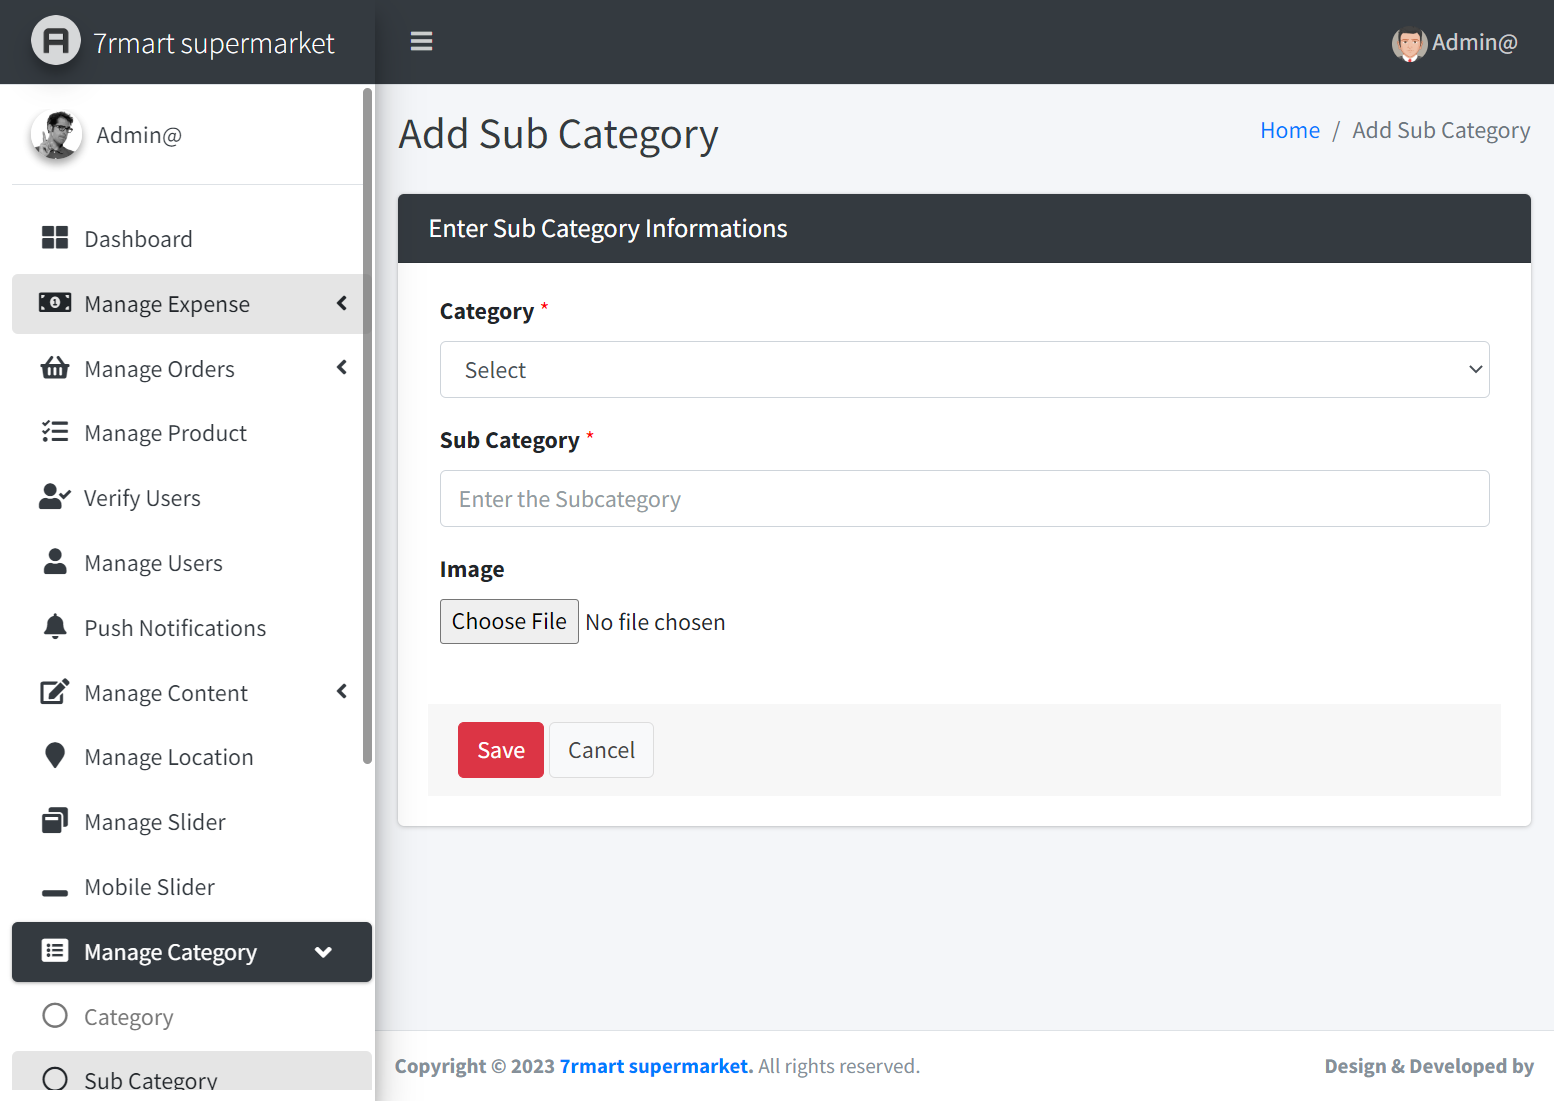 7rmart supermarket
Admin@
Admin@
Dashboard
Manage Expense
Manage Orders
Manage Product
Verify Users
Manage Users
Push Notifications
Manage Content
Manage Location
Manage Slider
Mobile Slider
Manage Category
Category
Sub Category
Add Sub Category
Home / Add Sub Category
Enter Sub Category Informations
Category *
Select
Sub Category *
Enter the Subcategory
Image
Choose File No file chosen
Save Cancel
Copyright © 2023 7rmart supermarket. All rights reserved.
Design & Developed by